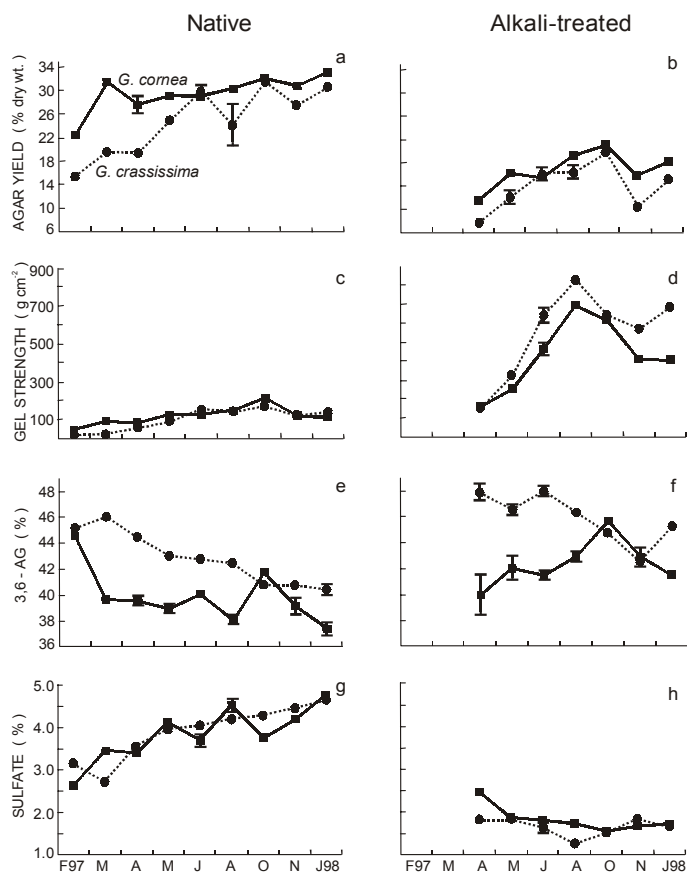 Native Alkali-treated
a
b
AGAR YIELD ( % dry wt. )
34
30
26
22
18
14
10
6
G. cornea
G. crassissima
c
d
GEL STRENGTH ( g cm⁻² )
900
700
500
300
100
e
f
3,6 - AG ( % )
48
46
44
42
40
38
36
g
h
SULFATE ( % )
5.0
4.0
3.0
2.0
1.0
F97 M A M J A O N J98
F97 M A M J A O N J98